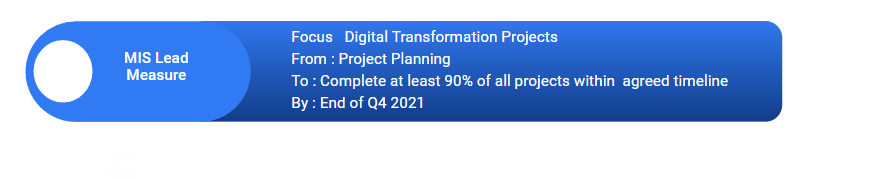 MIS Lead
Measure
Focus   Digital Transformation Projects
From : Project Planning
To : Complete at least 90% of all projects within  agreed timeline
By : End of Q4 2021